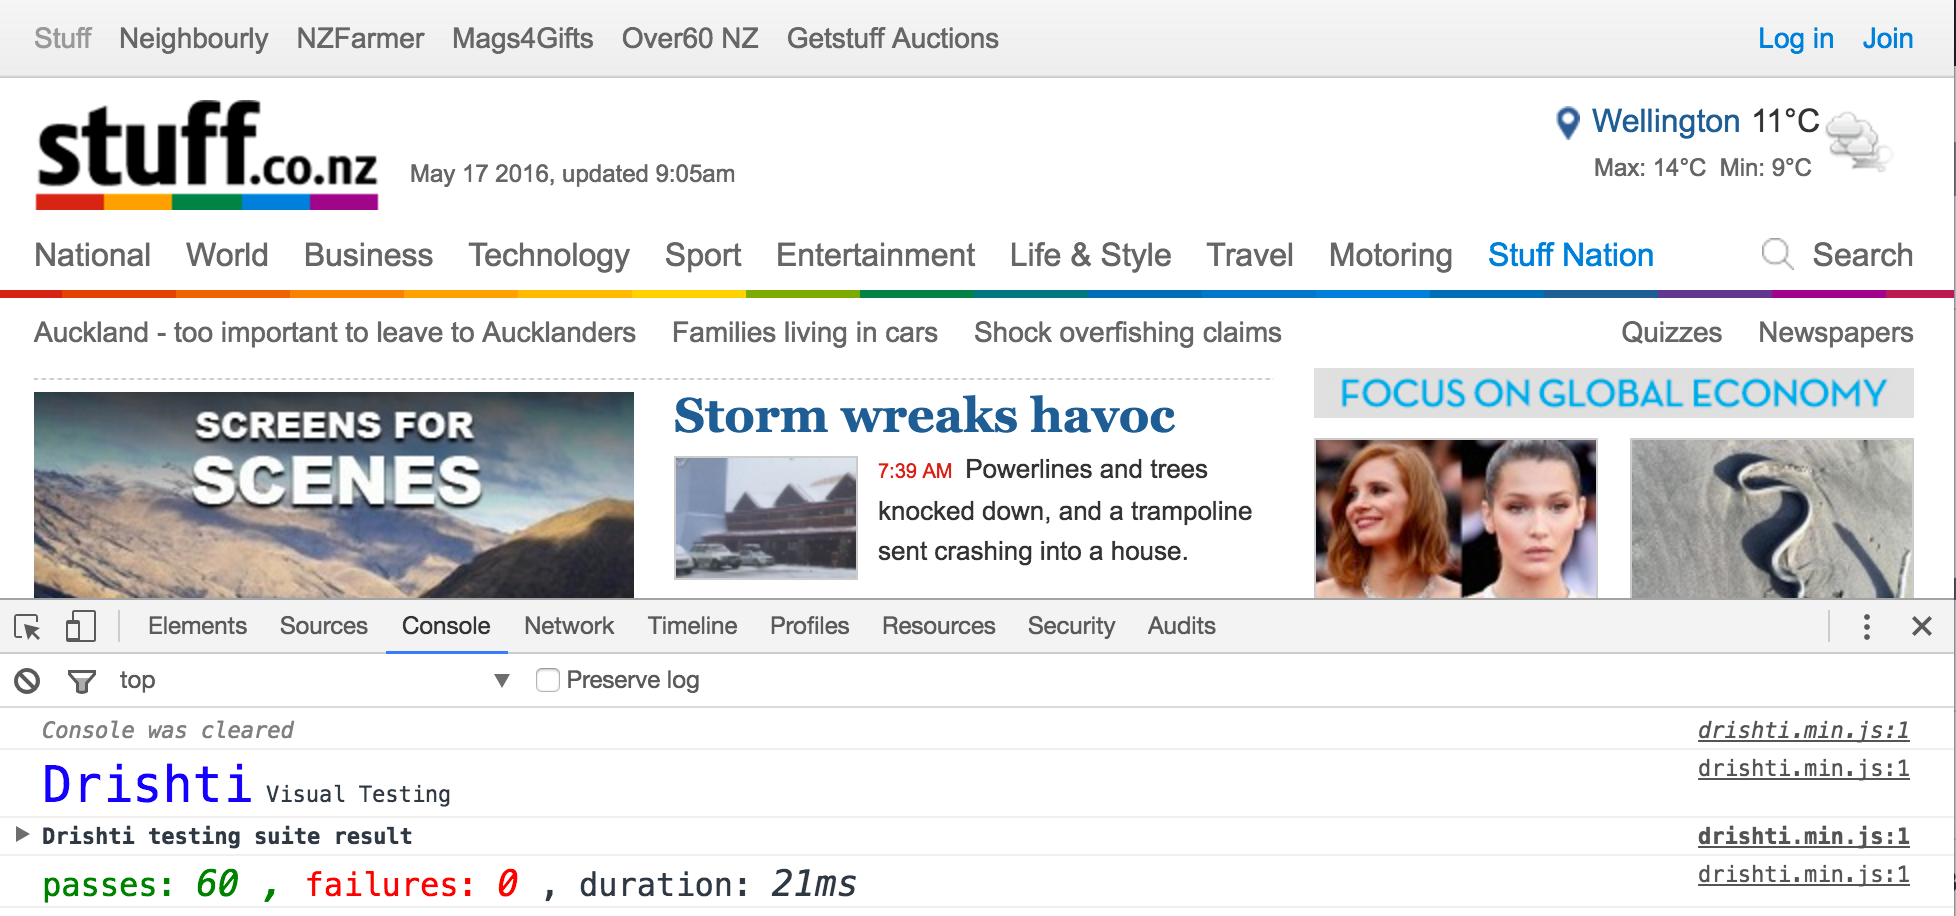 Stuff Neighbourly NZFarmer Mags4Gifts Over60 NZ Getstuff Auctions Log in Join
stuff.co.nz May 17 2016, updated 9:05am
Wellington 11°C
Max: 14°C Min: 9°C
National World Business Technology Sport Entertainment Life & Style Travel Motoring Stuff Nation Search
Auckland - too important to leave to Aucklanders Families living in cars Shock overfishing claims Quizzes Newspapers
SCREENS FOR
SCENES
Storm wreaks havoc
7:39 AM Powerlines and trees
knocked down, and a trampoline
sent crashing into a house.
FOCUS ON GLOBAL ECONOMY
Elements Sources Console Network Timeline Profiles Resources Security Audits
top Preserve log
Console was cleared drishti.min.js:1
Drishti Visual Testing drishti.min.js:1
Drishti testing suite result drishti.min.js:1
passes: 60 , failures: 0 , duration: 21ms drishti.min.js:1